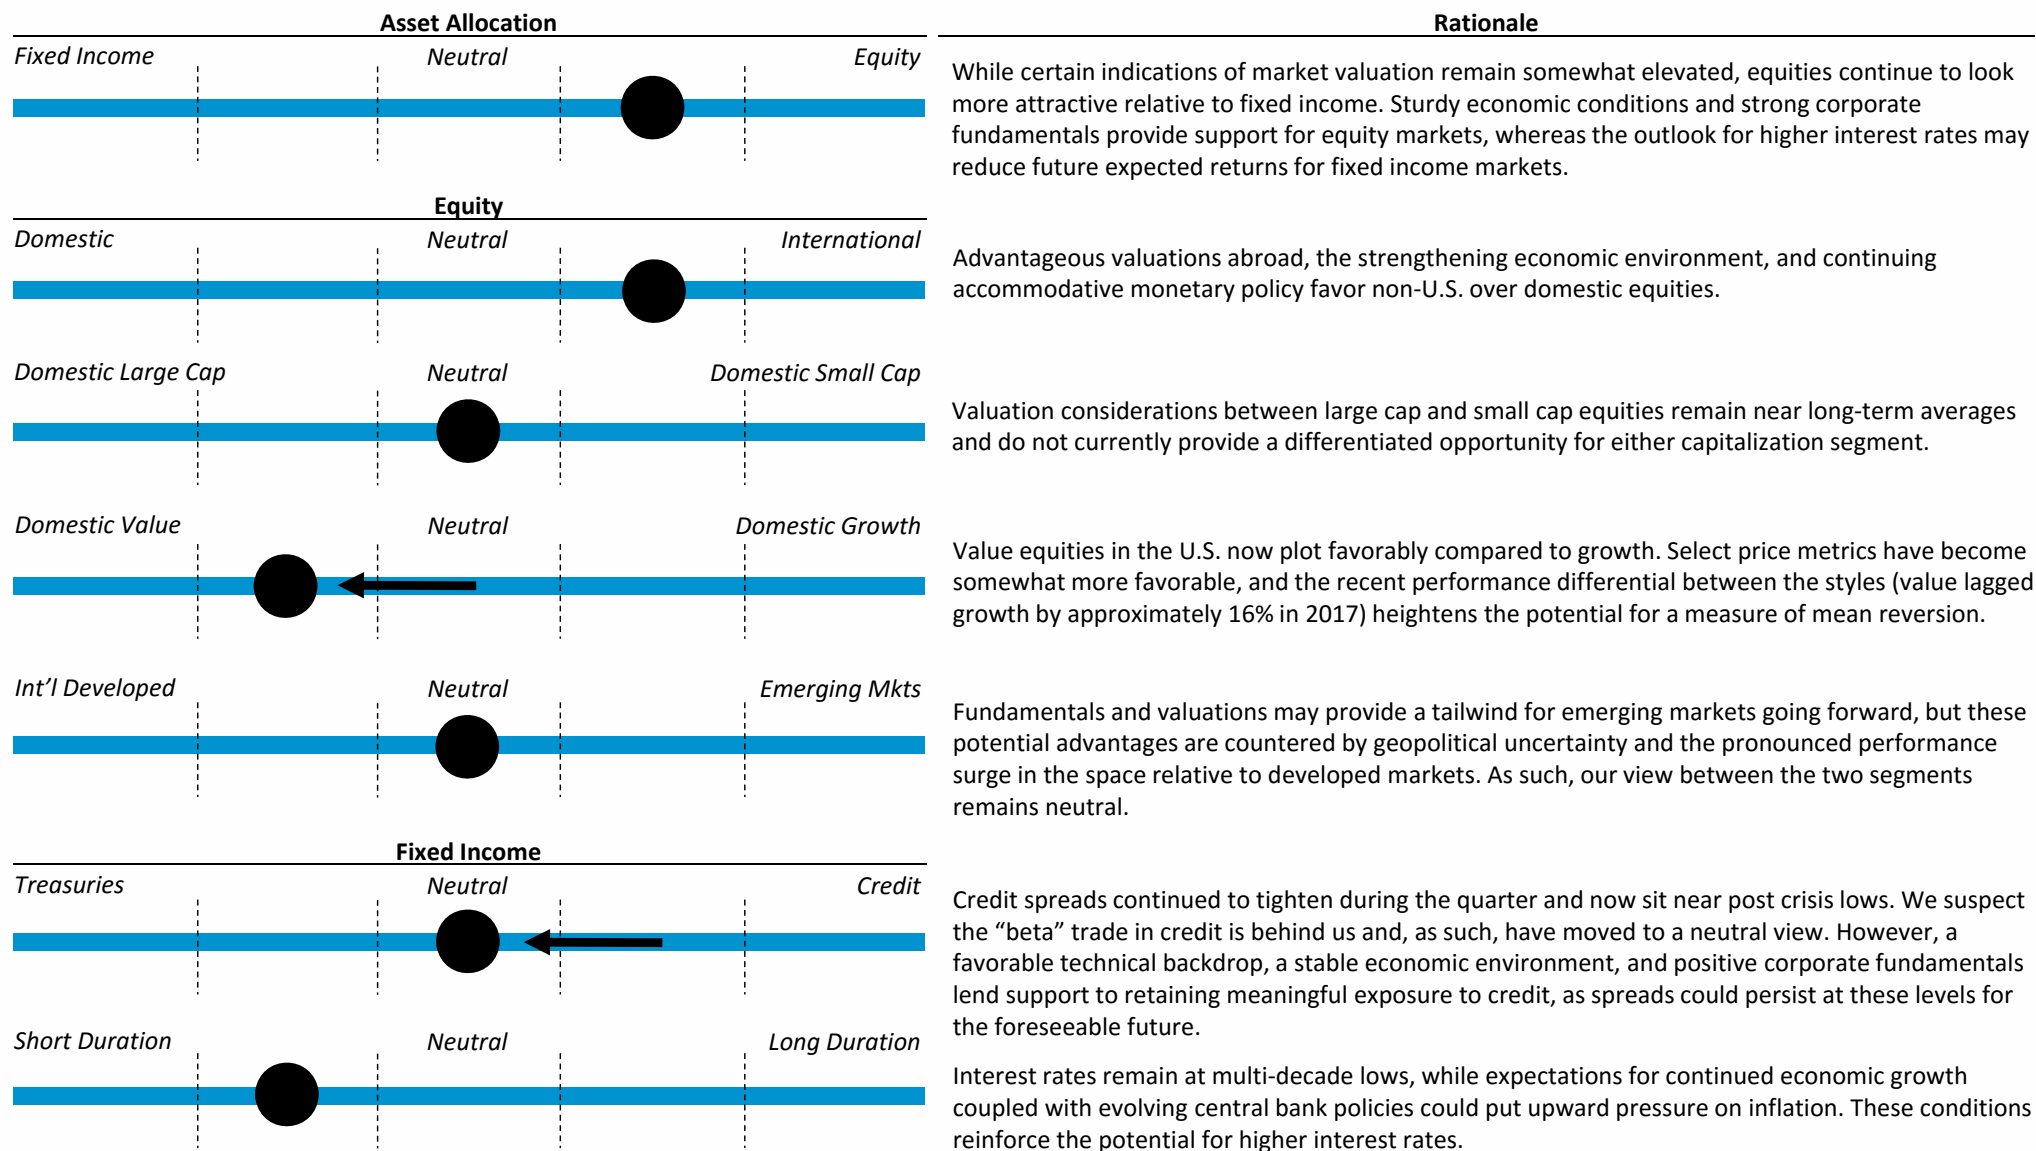 Asset Allocation
Rationale
Fixed Income Neutral Equity
While certain indications of market valuation remain somewhat elevated, equities continue to look
more attractive relative to fixed income. Sturdy economic conditions and strong corporate
fundamentals provide support for equity markets, whereas the outlook for higher interest rates may
reduce future expected returns for fixed income markets.
Equity
Domestic Neutral International
Advantageous valuations abroad, the strengthening economic environment, and continuing
accommodative monetary policy favor non-U.S. over domestic equities.
Domestic Large Cap Neutral Domestic Small Cap
Valuation considerations between large cap and small cap equities remain near long-term averages
and do not currently provide a differentiated opportunity for either capitalization segment.
Domestic Value Neutral Domestic Growth
Value equities in the U.S. now plot favorably compared to growth. Select price metrics have become
somewhat more favorable, and the recent performance differential between the styles (value lagged
growth by approximately 16% in 2017) heightens the potential for a measure of mean reversion.
Int’l Developed Neutral Emerging Mkts
Fundamentals and valuations may provide a tailwind for emerging markets going forward, but these
potential advantages are countered by geopolitical uncertainty and the pronounced performance
surge in the space relative to developed markets. As such, our view between the two segments
remains neutral.
Fixed Income
Treasuries Neutral Credit
Credit spreads continued to tighten during the quarter and now sit near post crisis lows. We suspect
the “beta” trade in credit is behind us and, as such, have moved to a neutral view. However, a
favorable technical backdrop, a stable economic environment, and positive corporate fundamentals
lend support to retaining meaningful exposure to credit, as spreads could persist at these levels for
the foreseeable future.
Short Duration Neutral Long Duration
Interest rates remain at multi-decade lows, while expectations for continued economic growth
coupled with evolving central bank policies could put upward pressure on inflation. These conditions
reinforce the potential for higher interest rates.